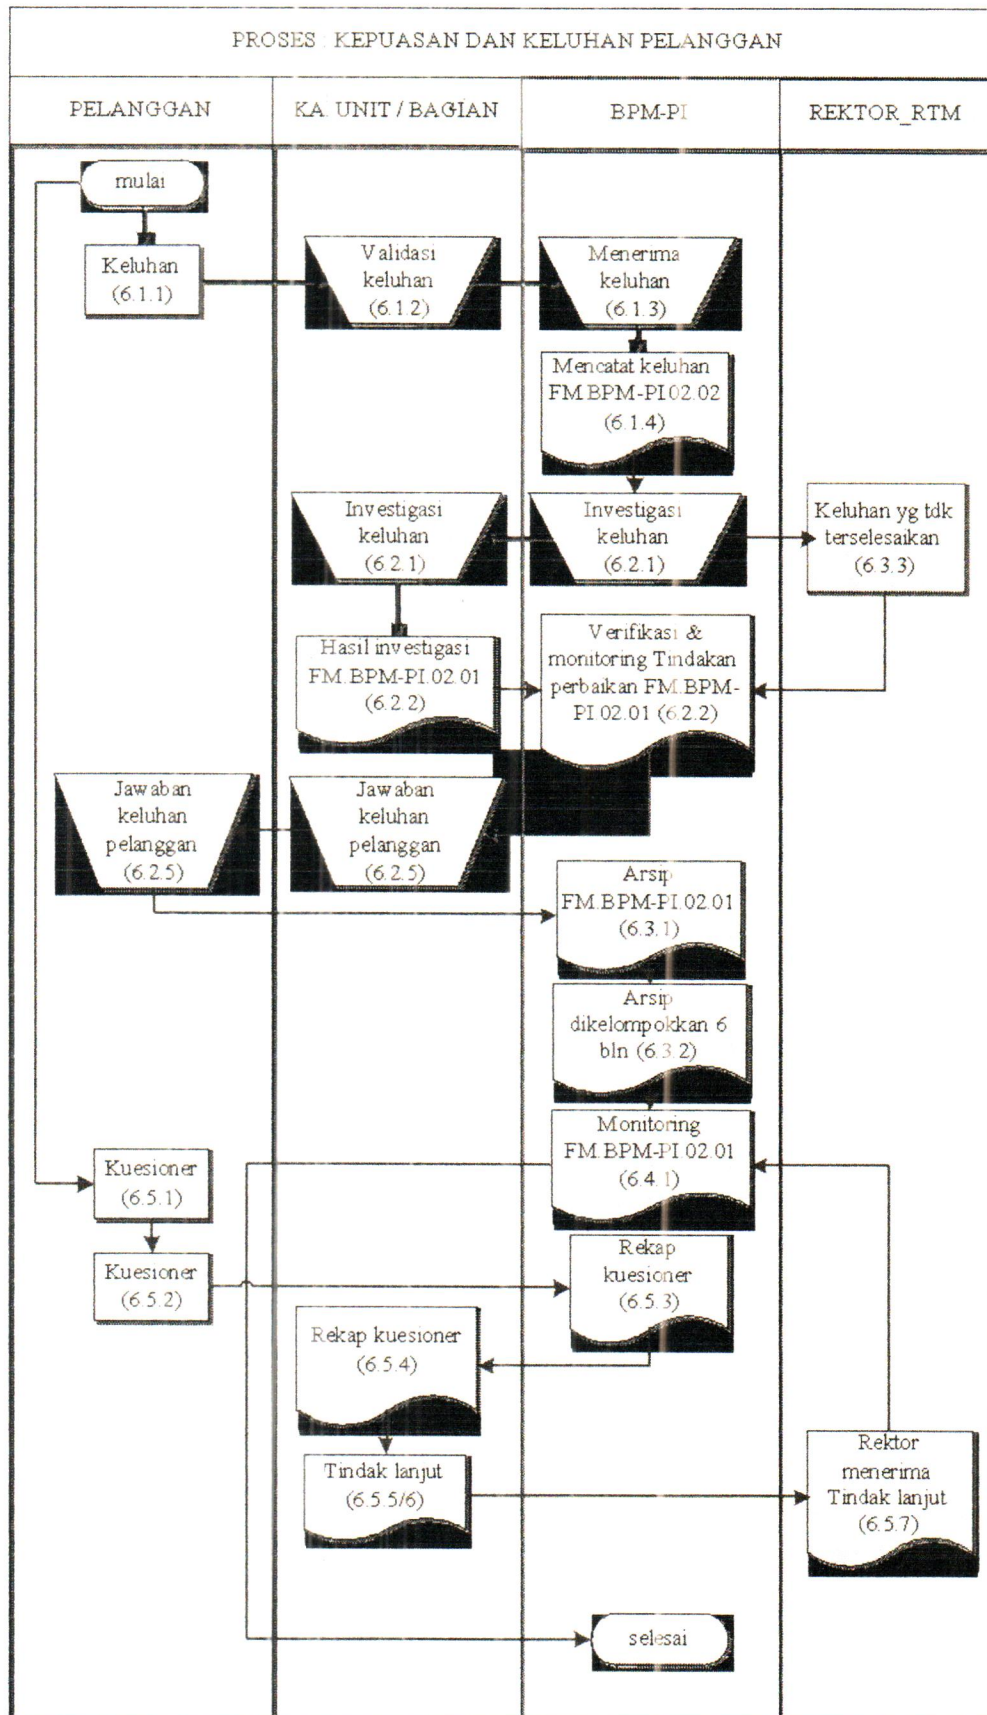 PROSES : KEPUASAN DAN KELUHAN PELANGGAN
PELANGGAN
KA. UNIT / BAGIAN
BPM-PI
REKTOR_RTM
mulai
Keluhan
(6.1.1)
Validasi
keluhan
(6.1.2)
Menerima
keluhan
(6.1.3)
Mencatat keluhan
FM.BPM-PI.02.02
(6.1.4)
Investigasi
keluhan
(6.2.1)
Investigasi
keluhan
(6.2.1)
Keluhan yg tdk
terselesaikan
(6.3.3)
Hasil investigasi
FM.BPM-PI.02.01
(6.2.2)
Verifikasi &
monitoring Tindakan
perbaikan FM.BPM-
PI.02.01 (6.2.2)
Jawaban
keluhan
pelanggan
(6.2.5)
Jawaban
keluhan
pelanggan
(6.2.5)
Arsip
FM.BPM-PI.02.01
(6.3.1)
Arsip
dikelompokkan 6
bln (6.3.2)
Monitoring
FM.BPM-PI.02.01
(6.4.1)
Kuesioner
(6.5.1)
Kuesioner
(6.5.2)
Rekap
kuesioner
(6.5.3)
Rekap kuesioner
(6.5.4)
Tindak lanjut
(6.5.5/6)
Rektor
menerima
Tindak lanjut
(6.5.7)
selesai